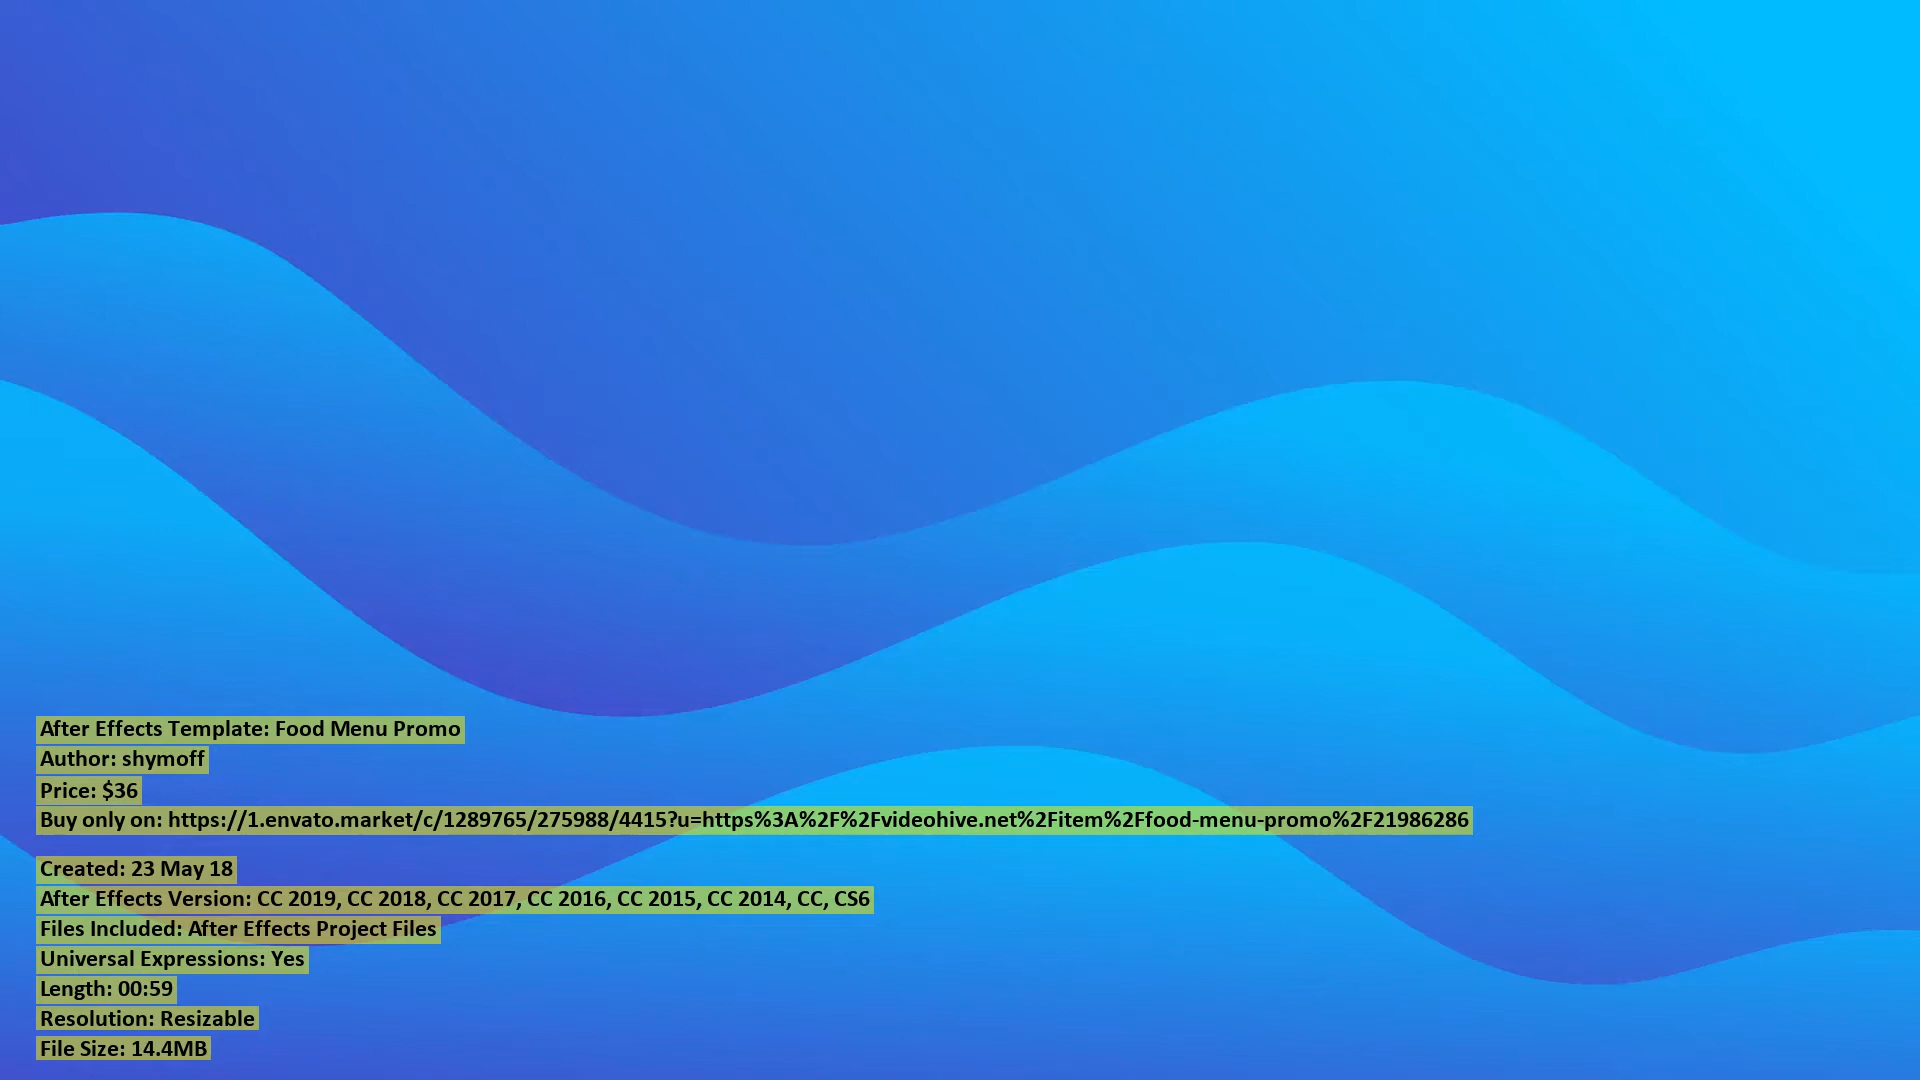 After Effects Template: Food Menu Promo
Author: shymoff
Price: $36
Buy only on: https://1.envato.market/c/1289765/275988/4415?u=https%3A%2F%2Fvideohive.net%2Fitem%2Ffood-menu-promo%2F21986286
Created: 23 May 18
After Effects Version: CC 2019, CC 2018, CC 2017, CC 2016, CC 2015, CC 2014, CC, CS6
Files Included: After Effects Project Files
Universal Expressions: Yes
Length: 00:59
Resolution: Resizable
File Size: 14.4MB